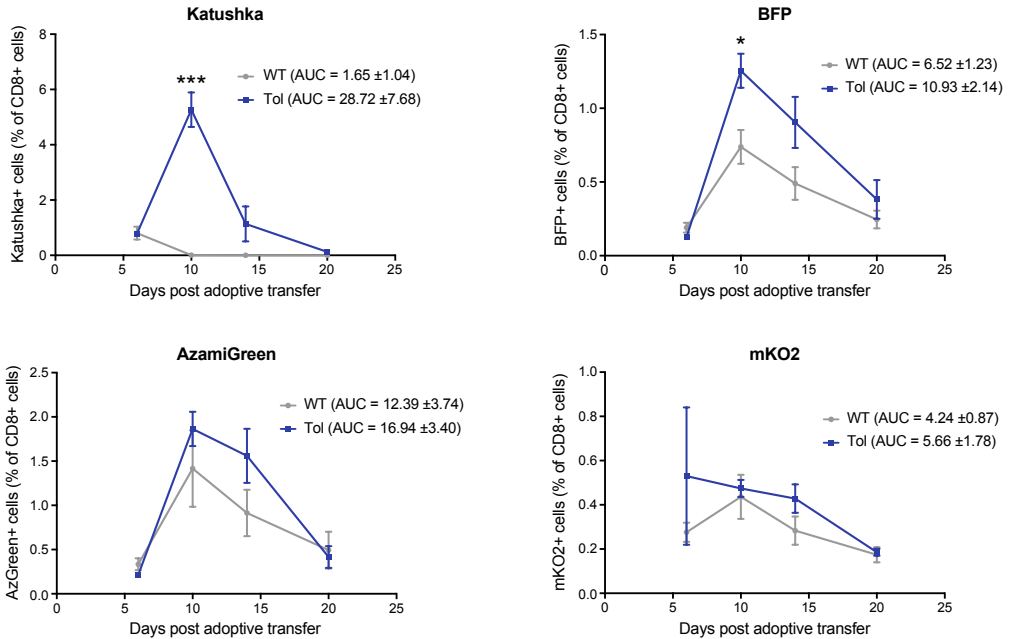 Katushka
Katushka+ cells (% of CD8+ cells)
8
6
4
2
0
***
WT (AUC = 1.65 ±1.04)
Tol (AUC = 28.72 ±7.68)
0 5 10 15 20 25
Days post adoptive transfer
BFP
BFP+ cells (% of CD8+ cells)
1.5
1.0
0.5
0.0
*
WT (AUC = 6.52 ±1.23)
Tol (AUC = 10.93 ±2.14)
0 5 10 15 20 25
Days post adoptive transfer
AzamiGreen
AzGreen+ cells (% of CD8+ cells)
2.5
2.0
1.5
1.0
0.5
0.0
WT (AUC = 12.39 ±3.74)
Tol (AUC = 16.94 ±3.40)
0 5 10 15 20 25
Days post adoptive transfer
mKO2
mKO2+ cells (% of CD8+ cells)
1.0
0.8
0.6
0.4
0.2
0.0
WT (AUC = 4.24 ±0.87)
Tol (AUC = 5.66 ±1.78)
0 5 10 15 20 25
Days post adoptive transfer